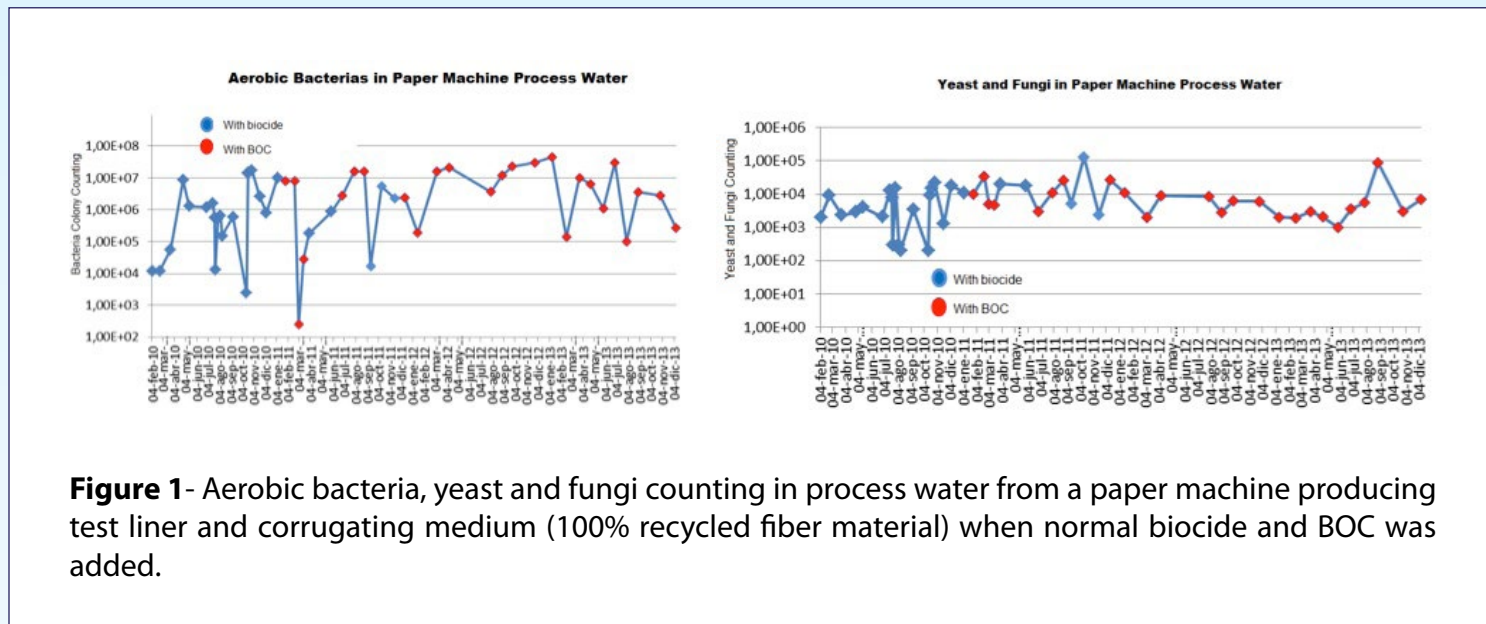 Aerobic Bacterias in Paper Machine Process Water
With biocide
With BOC
Bacteria Colony Counting
1,00E+08
1,00E+07
1,00E+06
1,00E+05
1,00E+04
1,00E+03
1,00E+02
04-feb-10
04-mar-
04-abr-10
04-may-
04-jun-10
04-jul-10
04-ago-10
04-sep-10
04-oct-10
04-nov-10
04-dic-10
04-ene-11
04-feb-11
04-mar-
04-abr-11
04-may-
04-jun-11
04-jul-11
04-ago-11
04-sep-11
04-oct-11
04-nov-11
04-dic-11
04-ene-12
04-feb-12
04-mar-
04-abr-12
04-may-
04-jun-12
04-jul-12
04-ago-12
04-sep-12
04-oct-12
04-nov-12
04-dic-12
04-ene-13
04-feb-13
04-mar-
04-abr-13
04-may-
04-jun-13
04-jul-13
04-ago-13
04-sep-13
04-oct-13
04-nov-13
04-dic-13
Yeast and Fungi in Paper Machine Process Water
Yeast and Fungi Counting
1,00E+06
1,00E+05
1,00E+04
1,00E+03
1,00E+02
1,00E+01
1,00E+00
With biocide
With BOC
04-feb-10
04-mar-10
04-abr-10
04-may-...
04-jun-10
04-jul-10
04-ago-10
04-sep-10
04-oct-10
04-nov-10
04-dic-10
04-ene-11
04-feb-11
04-mar-11
04-abr-11
04-may-...
04-jun-11
04-jul-11
04-ago-11
04-sep-11
04-oct-11
04-nov-11
04-dic-11
04-ene-12
04-feb-12
04-mar-12
04-abr-12
04-may-...
04-jun-12
04-jul-12
04-ago-12
04-sep-12
04-oct-12
04-nov-12
04-dic-12
04-ene-13
04-feb-13
04-mar-13
04-abr-13
04-may-...
04-jun-13
04-jul-13
04-ago-13
04-sep-13
04-oct-13
04-nov-13
04-dic-13
Figure 1- Aerobic bacteria, yeast and fungi counting in process water from a paper machine producing
test liner and corrugating medium (100% recycled fiber material) when normal biocide and BOC was
added.